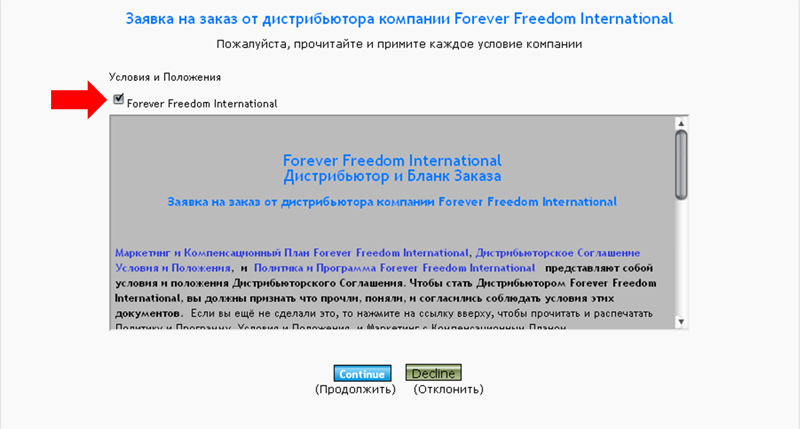 Заявка на заказ от дистрибьютора компании Forever Freedom International
Пожалуйста, прочитайте и примите каждое условие компании
Условия и Положения
Forever Freedom International
Forever Freedom International
Дистрибьютор и Бланк Заказа
Заявка на заказ от дистрибьютора компании Forever Freedom International
Маркетинг и Компенсационный План Forever Freedom International, Дистрибьюторское Соглашение
Условия и Положения, и Политика и Программа Forever Freedom International представляют собой
условия и положения Дистрибьюторского Соглашения. Чтобы стать Дистрибьютором Forever Freedom
International, вы должны признать что прочли, поняли, и согласились соблюдать условия этих
документов. Если вы ещё не сделали это, то нажмите на ссылку вверху, чтобы прочитать и распечатать
Политику и Программу, Условия и Положения, и Маркетинг с Компенсационным Планом.
Continue Decline
(Продолжить) (Отклонить)